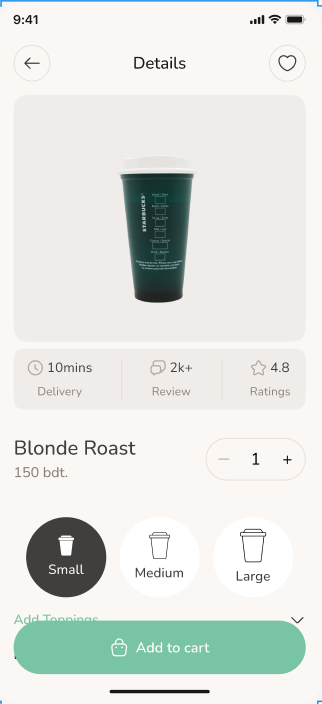 9:41
Details
STARBUCKS
10mins
2k+
4.8
Delivery
Review
Ratings
Blonde Roast
150 bdt.
1
Small
Medium
Large
Add Toppings
Add to cart